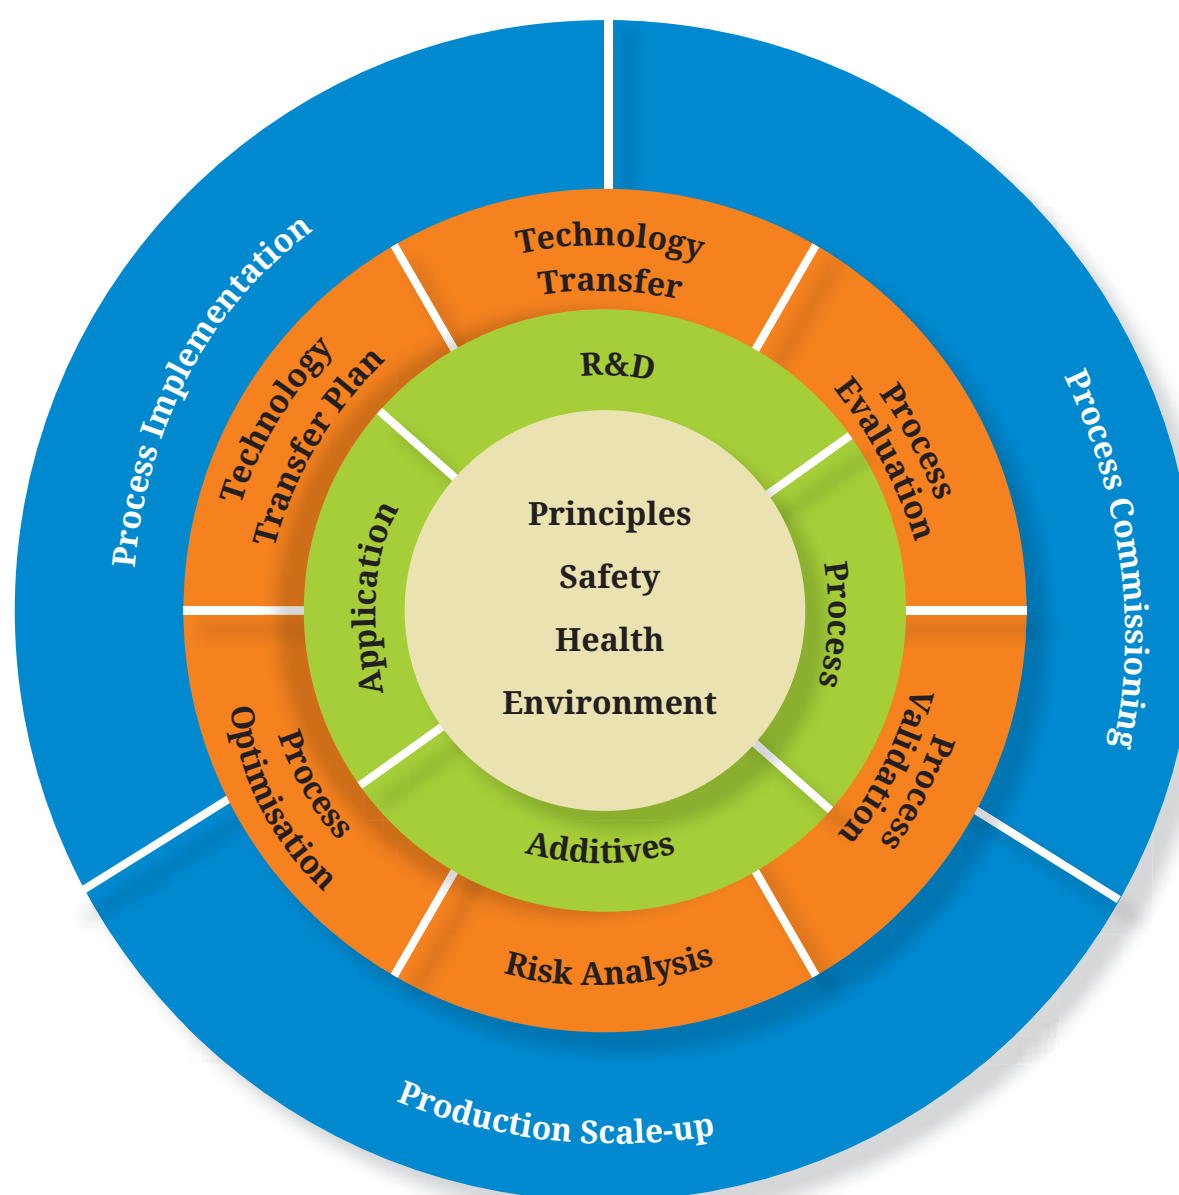 Process Implementation
Process Commissioning
Production Scale-up
Technology
Transfer
Process
Evaluation
Process
Validation
Risk Analysis
Process
Optimisation
Technology
Transfer Plan
R&D
Process
Additives
Application
Principles
Safety
Health
Environment